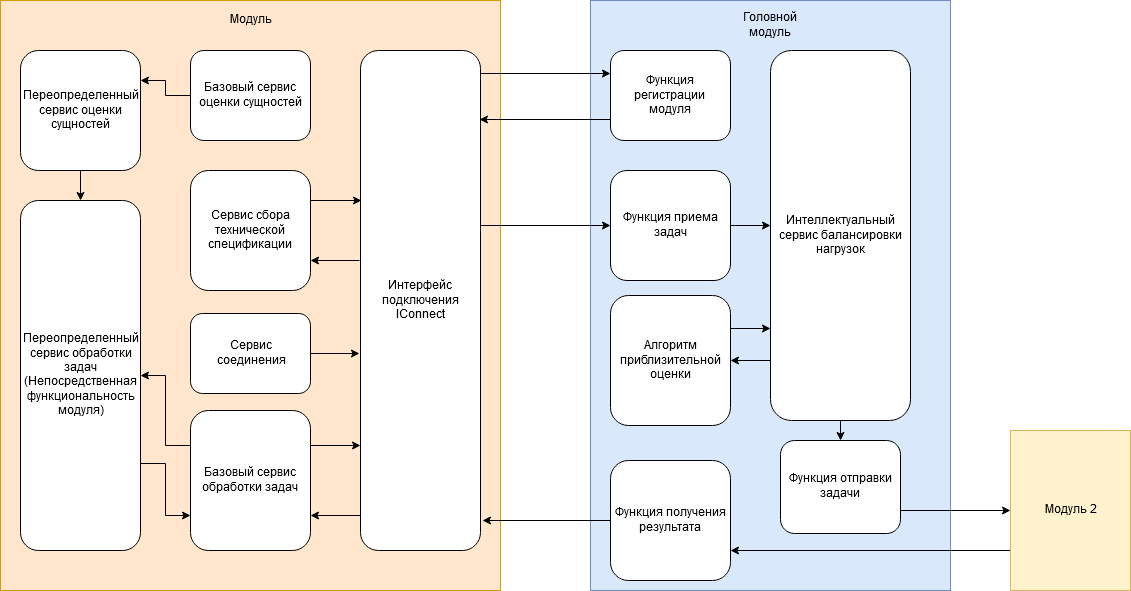 Модуль
Переопределенный
сервис оценки
сущностей
Базовый сервис
оценки сущностей
Сервис сбора
технической
спецификации
Переопределенный
сервис обработки
задач
(Непосредственная
функциональность
модуля)
Сервис
соединения
Базовый сервис
обработки задач
Интерфейс
подключения
IConnect
Головной
модуль
Функция
регистрации
модуля
Функция приема
задач
Алгоритм
приблизительной
оценки
Функция получения
результата
Интеллектуальный
сервис балансировки
нагрузок
Функция отправки
задачи
Модуль 2